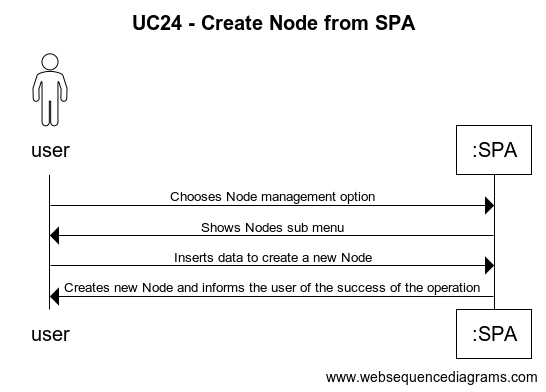 UC24 - Create Node from SPA
user
:SPA
Chooses Node management option
Shows Nodes sub menu
Inserts data to create a new Node
Creates new Node and informs the user of the success of the operation
user
:SPA
www.websequencediagrams.com